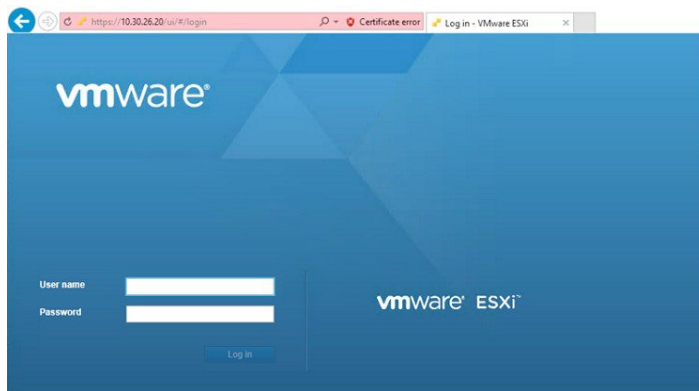 https://10.30.26.20/ui/#/login Certificate error Log in - VMware ESXi
vmware®
User name
Password
Log in
vmware® ESXi™